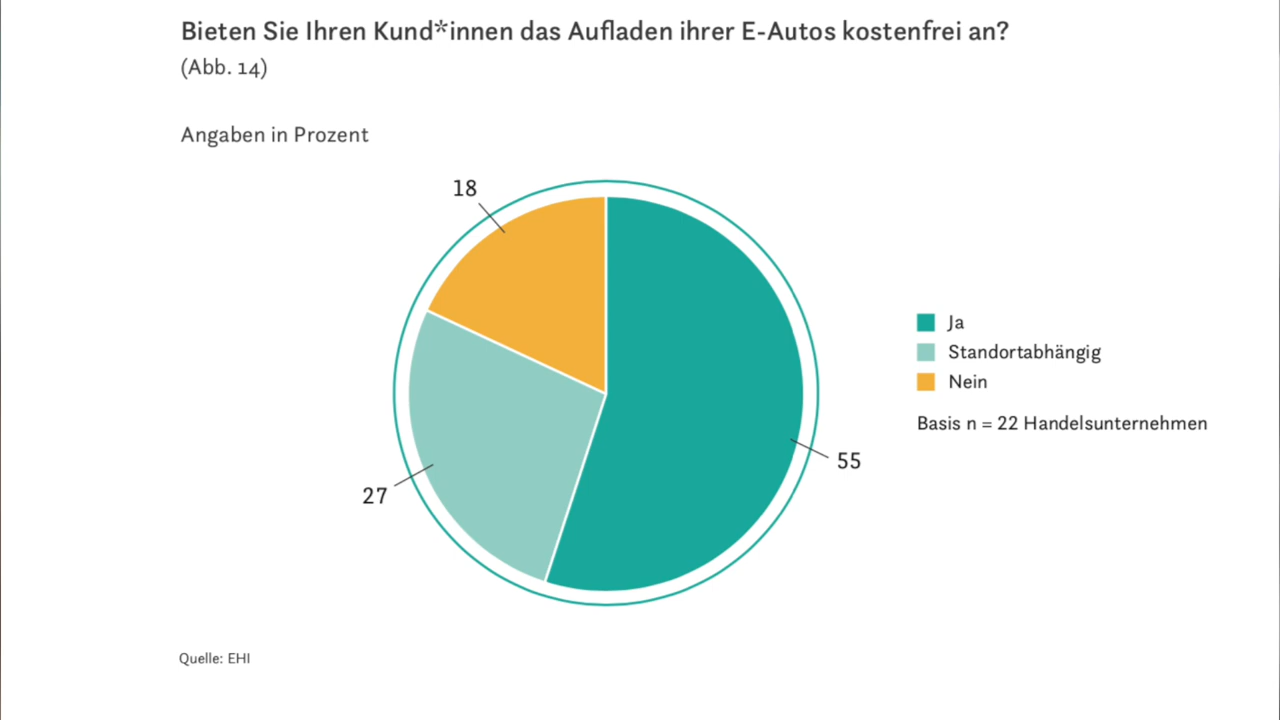 Bieten Sie Ihren Kund*innen das Aufladen ihrer E-Autos kostenfrei an?
(Abb. 14)
Angaben in Prozent
18
Ja
Standortabhängig
Nein
Basis n = 22 Handelsunternehmen
55
27
Quelle: EHI